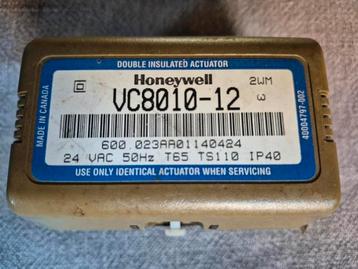 DOUBLE INSULATED ACTUATOR
Honeywell
2WM
VC8010-12
3
MADE IN CANADA
40004797-002
600.023AA01140424
24 VAC 50Hz T65 TS110 IP40
USE ONLY IDENTICAL ACTUATOR WHEN SERVICING